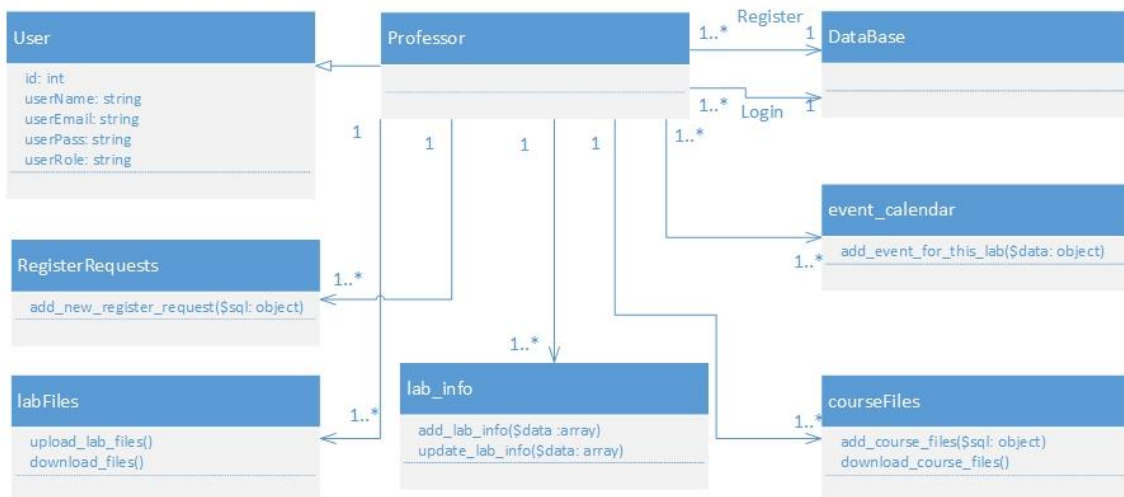 User
id: int
userName: string
userEmail: string
userPass: string
userRole: string
Professor
Register
1..*
1
DataBase
1..*
Login
1
1
1
1
1
1..*
event_calendar
add_event_for_this_lab($data: object)
1..*
RegisterRequests
add_new_register_request($sql: object)
1..*
labFiles
upload_lab_files()
download_files()
1..*
1..*
lab_info
add_lab_info($data :array)
update_lab_info($data: array)
courseFiles
add_course_files($sql: object)
download_course_files()
1..*